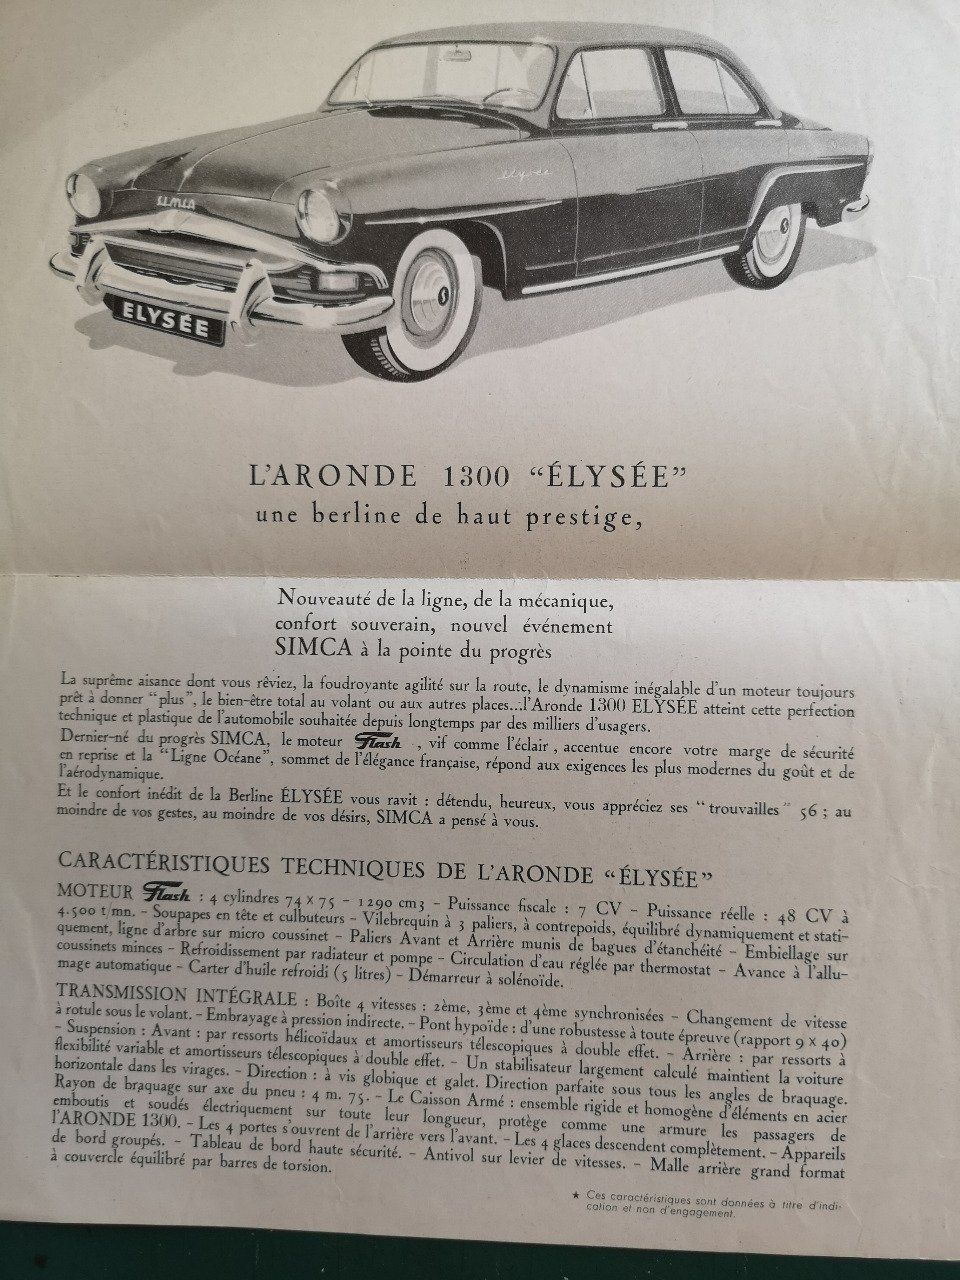 elysée
SIMCA
ELYSÉE
L'ARONDE 1300 “ÉLYSÉE”
une berline de haut prestige,
Nouveauté de la ligne, de la mécanique,
confort souverain, nouvel événement
SIMCA à la pointe du progrès
La suprême aisance dont vous rêviez, la foudroyante agilité sur la route, le dynamisme inégalable d'un moteur toujours
prêt à donner “plus”, le bien-être total au volant ou aux autres places...l'Aronde 1300 ELYSÉE atteint cette perfection
technique et plastique de l'automobile souhaitée depuis longtemps par des milliers d'usagers.
Dernier-né du progrès SIMCA, le moteur Flash , vif comme l'éclair , accentue encore votre marge de sécurité
en reprise et la “Ligne Océane”, sommet de l'élégance française, répond aux exigences les plus modernes du goût et de
l'aérodynamique.
Et le confort inédit de la Berline ÉLYSÉE vous ravit : détendu, heureux, vous appréciez ses “trouvailles” 56 ; au
moindre de vos gestes, au moindre de vos désirs, SIMCA a pensé à vous.
CARACTÉRISTIQUES TECHNIQUES DE L'ARONDE “ÉLYSÉE”
MOTEUR Flash : 4 cylindres 74 x 75 - 1290 cm3 - Puissance fiscale : 7 CV - Puissance réelle : 48 CV à
4.500 t/mn. - Soupapes en tête et culbuteurs - Vilebrequin à 3 paliers, à contrepoids, équilibré dynamiquement et stati-
quement, ligne d'arbre sur micro coussinet - Paliers Avant et Arrière munis de bagues d'étanchéité - Embiellage sur
coussinets minces - Refroidissement par radiateur et pompe - Circulation d'eau réglée par thermostat - Avance à l'allu-
mage automatique - Carter d'huile refroidi (5 litres) - Démarreur à solénoïde.
TRANSMISSION INTÉGRALE : Boîte 4 vitesses : 2ème, 3ème et 4ème synchronisées - Changement de vitesse
à rotule sous le volant. - Embrayage à pression indirecte. - Pont hypoïde : d'une robustesse à toute épreuve (rapport 9 x 40)
- Suspension : Avant : par ressorts hélicoïdaux et amortisseurs télescopiques à double effet. - Arrière : par ressorts à
flexibilité variable et amortisseurs télescopiques à double effet. - Un stabilisateur largement calculé maintient la voiture
horizontale dans les virages. - Direction : à vis globique et galet. Direction parfaite sous tous les angles de braquage.
Rayon de braquage sur axe du pneu : 4 m. 75. - Le Caisson Armé : ensemble rigide et homogène d'éléments en acier
emboutis et soudés électriquement sur toute leur longueur, protège comme une armure les passagers de
l'ARONDE 1300. - Les 4 portes s'ouvrent de l'arrière vers l'avant. - Les 4 glaces descendent complètement. - Appareils
de bord groupés. - Tableau de bord haute sécurité. - Antivol sur levier de vitesses. - Malle arrière grand format
à couvercle équilibré par barres de torsion.
★ Ces caractéristiques sont données à titre d'indi-
cation et non d'engagement.